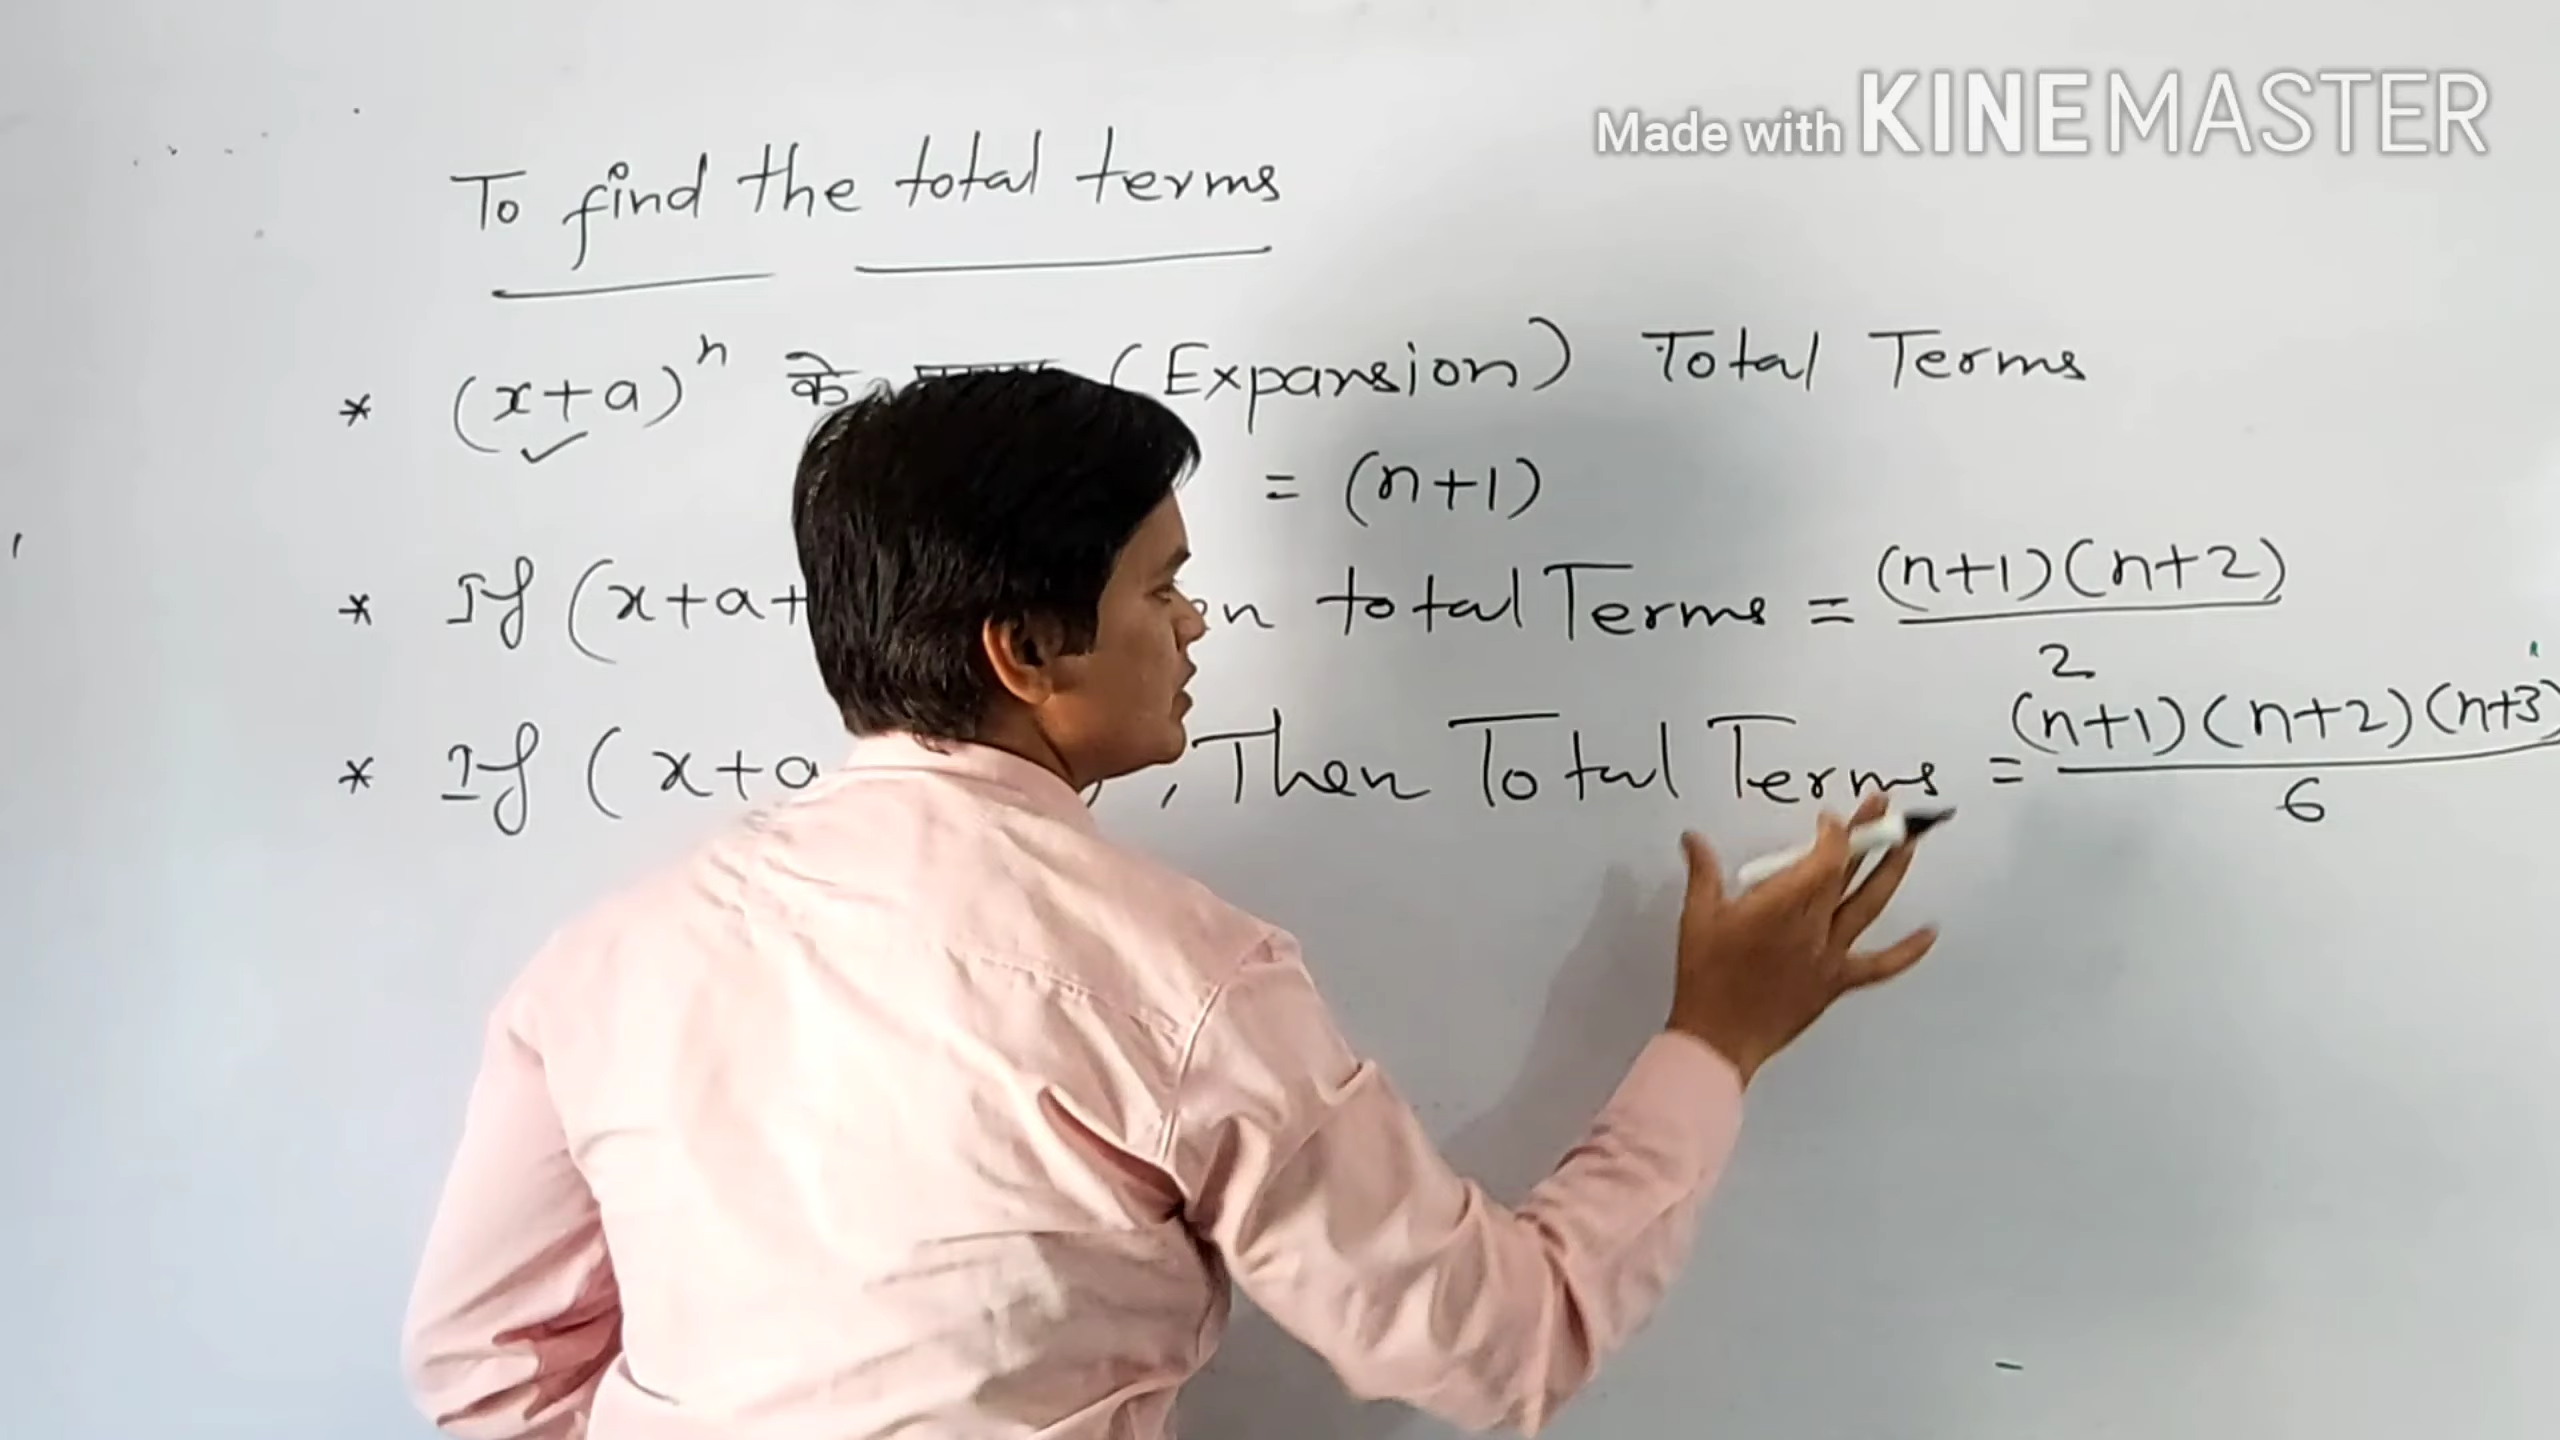 Made with KINEMASTER
To find the total terms
* (x+a)^n के (Expansion) Total Terms
= (n+1)
* If (x+a+ total Terms = (n+1)(n+2)/2
* If (x+a ), Then Total Terms = (n+1)(n+2)(n+3)/6